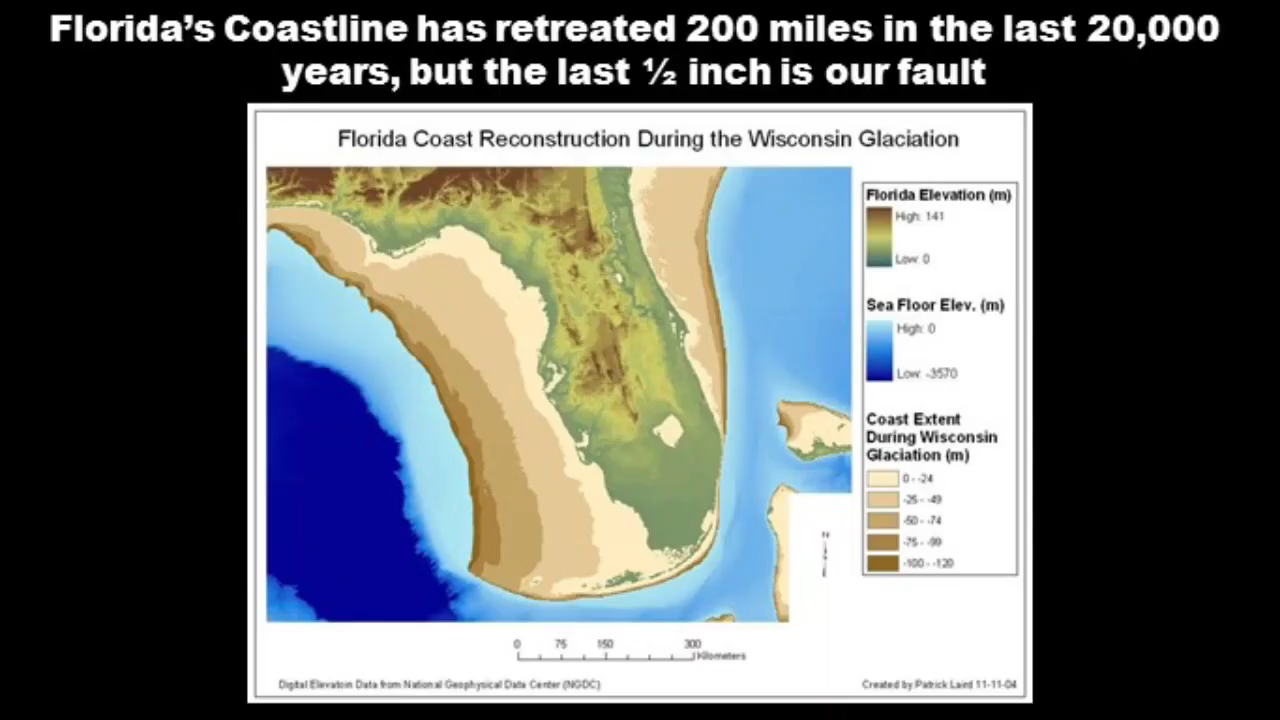 Florida's Coastline has retreated 200 miles in the last 20,000
years, but the last ½ inch is our fault
Florida Coast Reconstruction During the Wisconsin Glaciation
Florida Elevation (m)
High: 141
Low: 0
Sea Floor Elev. (m)
High: 0
Low: -3570
Coast Extent
During Wisconsin
Glaciation (m)
0 - -24
-25 - -49
-50 - -74
-75 - -99
-100 - -120
N
0 75 150 300
Kilometers
Digital Elevatoin Data from National Geophysical Data Center (NGDC)
Created by Patrick Laird 11-11-04